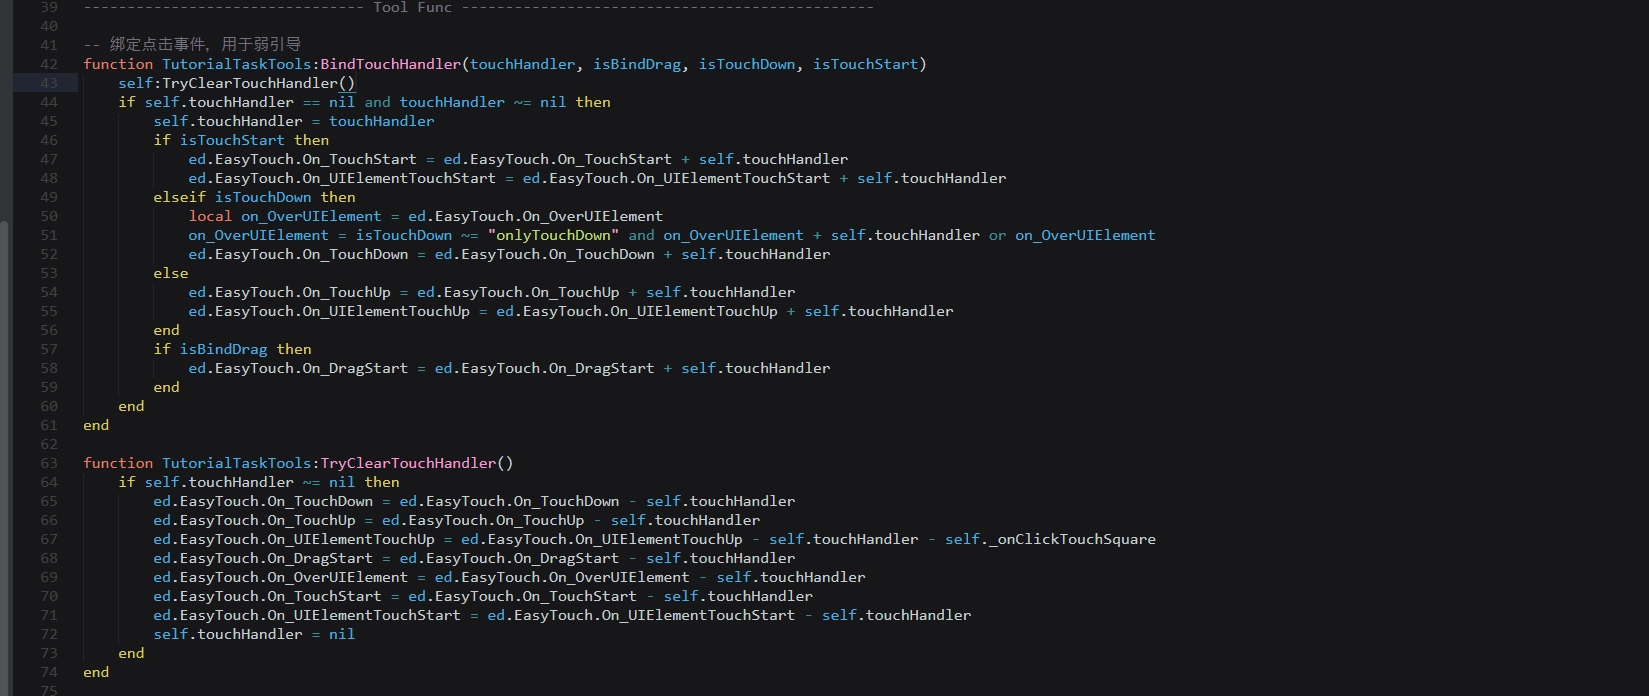 39 -------------------------------- Tool Func -----------------------------------------------
40
41 -- 绑定点击事件，用于弱引导
42 function TutorialTaskTools:BindTouchHandler(touchHandler, isBindDrag, isTouchDown, isTouchStart)
43     self:TryClearTouchHandler()
44     if self.touchHandler == nil and touchHandler ~= nil then
45         self.touchHandler = touchHandler
46         if isTouchStart then
47             ed.EasyTouch.On_TouchStart = ed.EasyTouch.On_TouchStart + self.touchHandler
48             ed.EasyTouch.On_UIElementTouchStart = ed.EasyTouch.On_UIElementTouchStart + self.touchHandler
49         elseif isTouchDown then
50             local on_OverUIElement = ed.EasyTouch.On_OverUIElement
51             on_OverUIElement = isTouchDown ~= "onlyTouchDown" and on_OverUIElement + self.touchHandler or on_OverUIElement
52             ed.EasyTouch.On_TouchDown = ed.EasyTouch.On_TouchDown + self.touchHandler
53         else
54             ed.EasyTouch.On_TouchUp = ed.EasyTouch.On_TouchUp + self.touchHandler
55             ed.EasyTouch.On_UIElementTouchUp = ed.EasyTouch.On_UIElementTouchUp + self.touchHandler
56         end
57         if isBindDrag then
58             ed.EasyTouch.On_DragStart = ed.EasyTouch.On_DragStart + self.touchHandler
59         end
60     end
61 end
62
63 function TutorialTaskTools:TryClearTouchHandler()
64     if self.touchHandler ~= nil then
65         ed.EasyTouch.On_TouchDown = ed.EasyTouch.On_TouchDown - self.touchHandler
66         ed.EasyTouch.On_TouchUp = ed.EasyTouch.On_TouchUp - self.touchHandler
67         ed.EasyTouch.On_UIElementTouchUp = ed.EasyTouch.On_UIElementTouchUp - self.touchHandler - self._onClickTouchSquare
68         ed.EasyTouch.On_DragStart = ed.EasyTouch.On_DragStart - self.touchHandler
69         ed.EasyTouch.On_OverUIElement = ed.EasyTouch.On_OverUIElement - self.touchHandler
70         ed.EasyTouch.On_TouchStart = ed.EasyTouch.On_TouchStart - self.touchHandler
71         ed.EasyTouch.On_UIElementTouchStart = ed.EasyTouch.On_UIElementTouchStart - self.touchHandler
72         self.touchHandler = nil
73     end
74 end
75